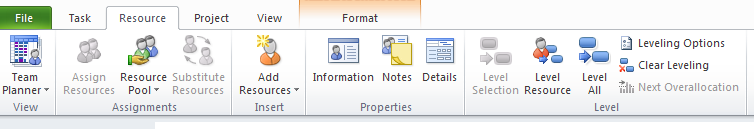 File Task Resource Project View Format
Team Planner
Assign Resources
Resource Pool
Substitute Resources
Add Resources
Information
Notes
Details
Level Selection
Level Resource
Level All
Leveling Options
Clear Leveling
Next Overallocation
View Assignments Insert Properties Level